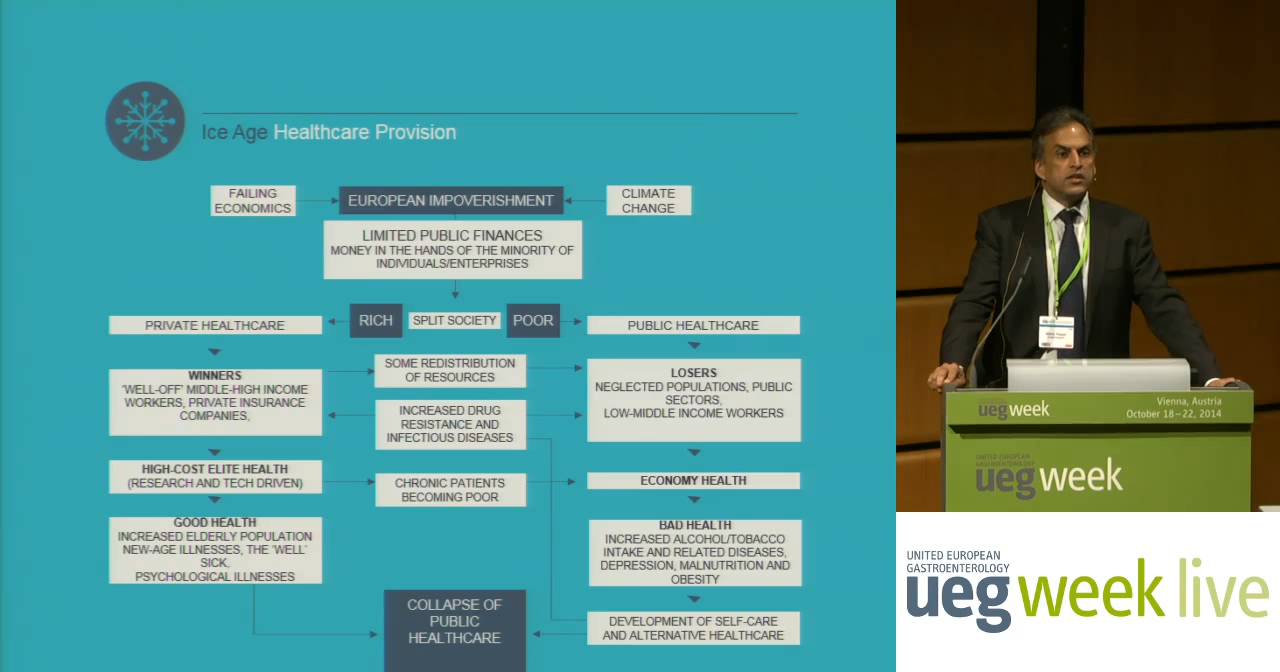 Ice Age Healthcare Provision
FAILING
ECONOMICS
EUROPEAN IMPOVERISHMENT
CLIMATE
CHANGE
LIMITED PUBLIC FINANCES
MONEY IN THE HANDS OF THE MINORITY OF
INDIVIDUALS/ENTERPRISES
PRIVATE HEALTHCARE
RICH
SPLIT SOCIETY
POOR
PUBLIC HEALTHCARE
WINNERS
'WELL-OFF' MIDDLE-HIGH INCOME
WORKERS, PRIVATE INSURANCE
COMPANIES,
SOME REDISTRIBUTION
OF RESOURCES
LOSERS
NEGLECTED POPULATIONS, PUBLIC
SECTORS,
LOW-MIDDLE INCOME WORKERS
INCREASED DRUG
RESISTANCE AND
INFECTIOUS DISEASES
HIGH-COST ELITE HEALTH
(RESEARCH AND TECH DRIVEN)
CHRONIC PATIENTS
BECOMING POOR
ECONOMY HEALTH
GOOD HEALTH
INCREASED ELDERLY POPULATION
NEW-AGE ILLNESSES, THE 'WELL'
SICK,
PSYCHOLOGICAL ILLNESSES
BAD HEALTH
INCREASED ALCOHOL/TOBACCO
INTAKE AND RELATED DISEASES,
DEPRESSION, MALNUTRITION AND
OBESITY
COLLAPSE OF
PUBLIC
HEALTHCARE
DEVELOPMENT OF SELF-CARE
AND ALTERNATIVE HEALTHCARE
ueg week
Vienna, Austria
October 18–22, 2014
UNITED EUROPEAN
GASTROENTEROLOGY
ueg week
UNITED EUROPEAN
GASTROENTEROLOGY
ueg week live